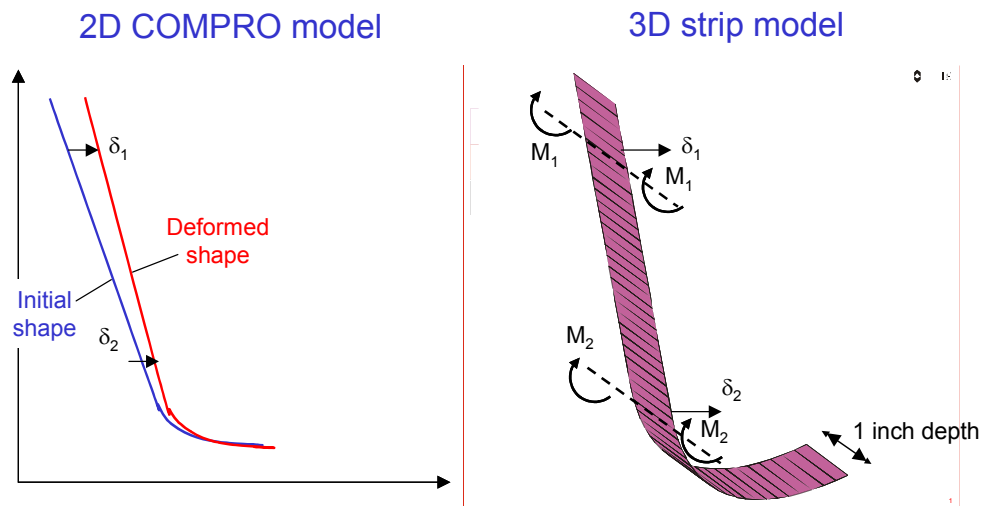 2D COMPRO model
3D strip model
δ1
Deformed
shape
Initial
shape
δ2
M1
δ1
M1
M2
δ2
M2
1 inch depth
1